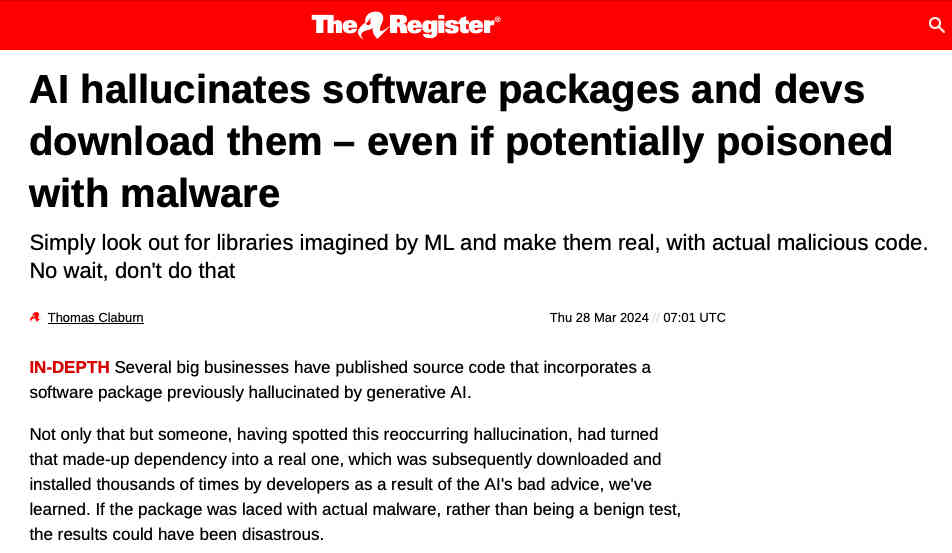 The Register®
AI hallucinates software packages and devs
download them – even if potentially poisoned
with malware
Simply look out for libraries imagined by ML and make them real, with actual malicious code.
No wait, don't do that
Thomas Claburn
Thu 28 Mar 2024 // 07:01 UTC
IN-DEPTH Several big businesses have published source code that incorporates a
software package previously hallucinated by generative AI.
Not only that but someone, having spotted this reoccurring hallucination, had turned
that made-up dependency into a real one, which was subsequently downloaded and
installed thousands of times by developers as a result of the AI's bad advice, we've
learned. If the package was laced with actual malware, rather than being a benign test,
the results could have been disastrous.